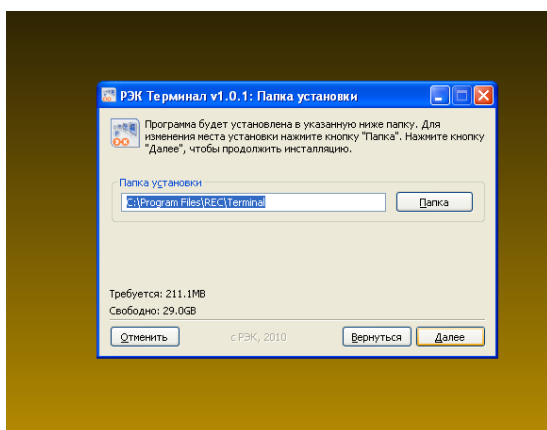 РЭК Терминал v1.0.1: Папка установки
Программа будет установлена в указанную ниже папку. Для
изменения места установки нажмите кнопку "Папка". Нажмите кнопку
"Далее", чтобы продолжить инсталляцию.
Папка установки
C:\Program Files\REC\Terminal
Папка
Требуется: 211.1MB
Свободно: 29.0GB
Отменить
с РЭК, 2010
Вернуться
Далее